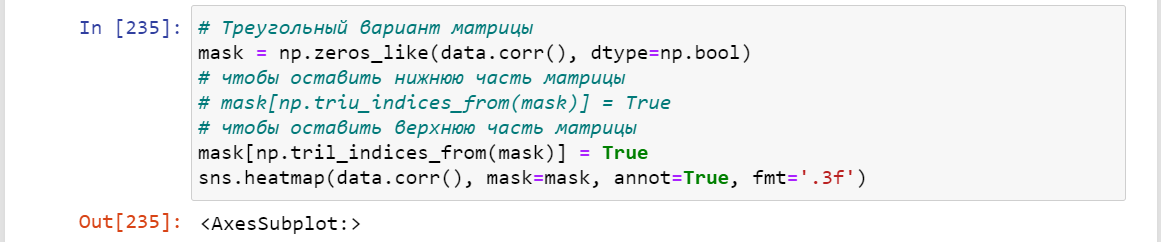 In [235]: # Треугольный вариант матрицы
mask = np.zeros_like(data.corr(), dtype=np.bool)
# чтобы оставить нижнюю часть матрицы
# mask[np.triu_indices_from(mask)] = True
# чтобы оставить верхнюю часть матрицы
mask[np.tril_indices_from(mask)] = True
sns.heatmap(data.corr(), mask=mask, annot=True, fmt='.3f')
Out[235]: <AxesSubplot:>